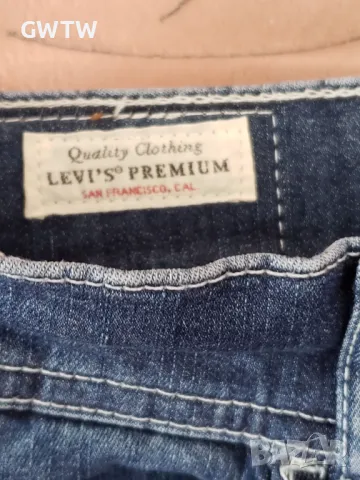 GWTW
Quality Clothing
LEVI'S® PREMIUM
SAN FRANCISCO, CAL